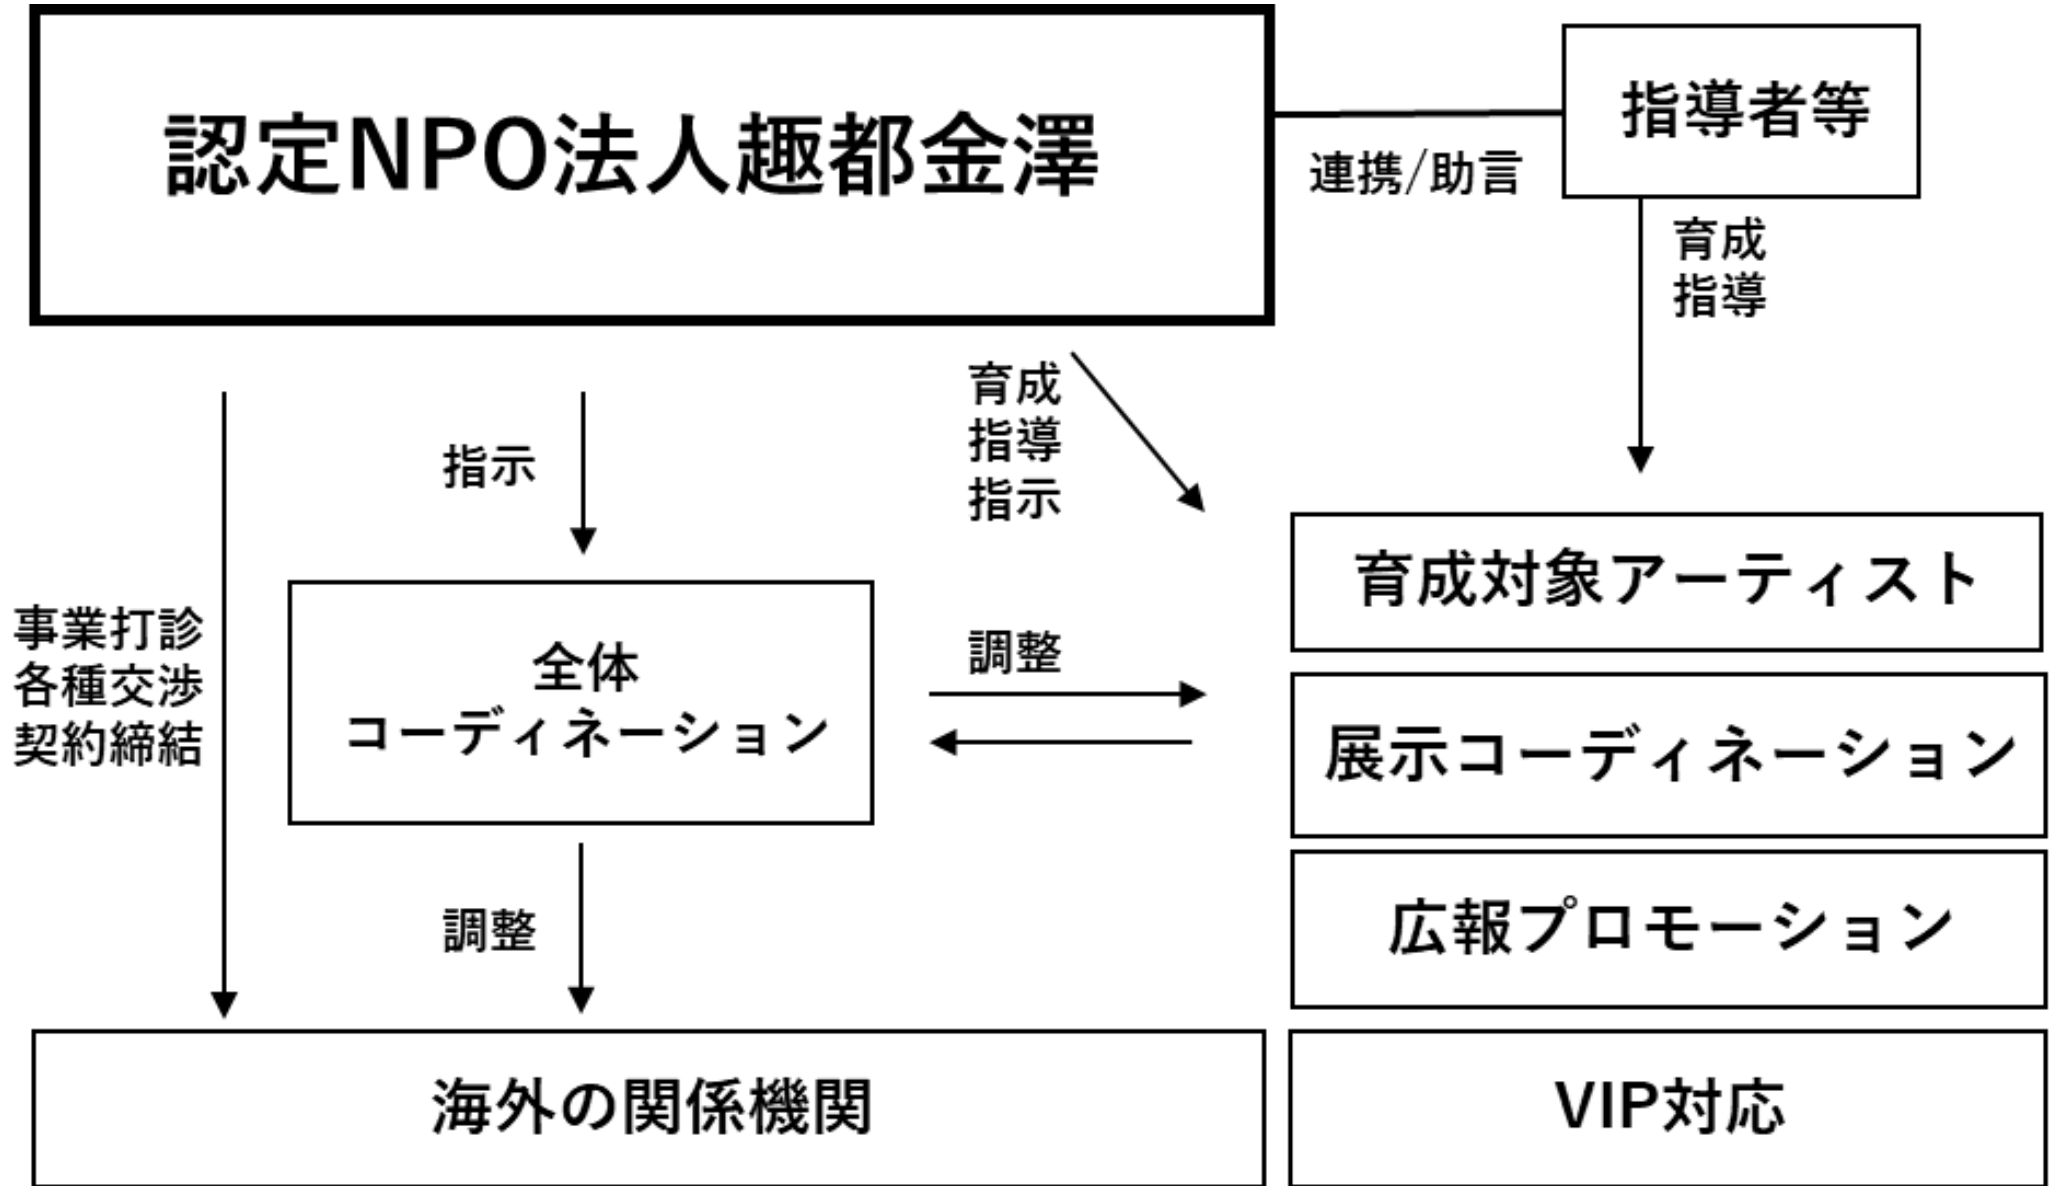 認定NPO法人趣都金澤
指導者等
連携/助言
育成
指導
育成
指導
指示
指示
事業打診
各種交渉
契約締結
全体
コーディネーション
調整
調整
育成対象アーティスト
展示コーディネーション
広報プロモーション
海外の関係機関
VIP対応